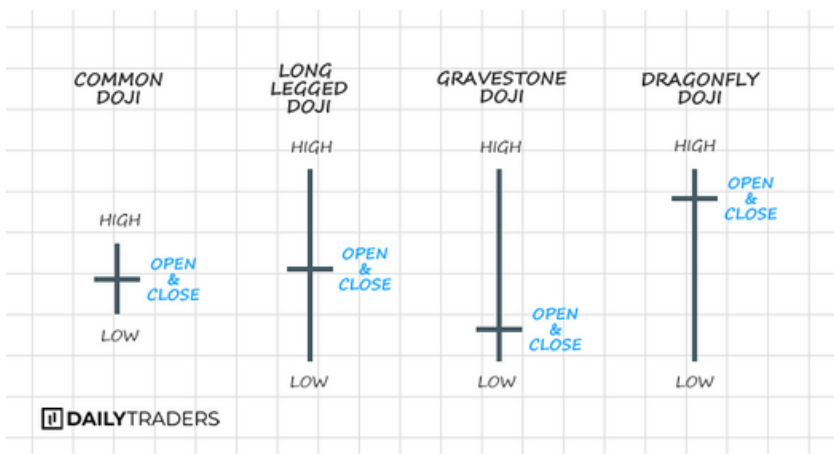 COMMON
DOJI
HIGH
OPEN
&
CLOSE
LOW
LONG
LEGGED
DOJI
HIGH
OPEN
&
CLOSE
LOW
GRAVESTONE
DOJI
HIGH
OPEN
&
CLOSE
LOW
DRAGONFLY
DOJI
HIGH
OPEN
&
CLOSE
LOW
DAILYTRADERS